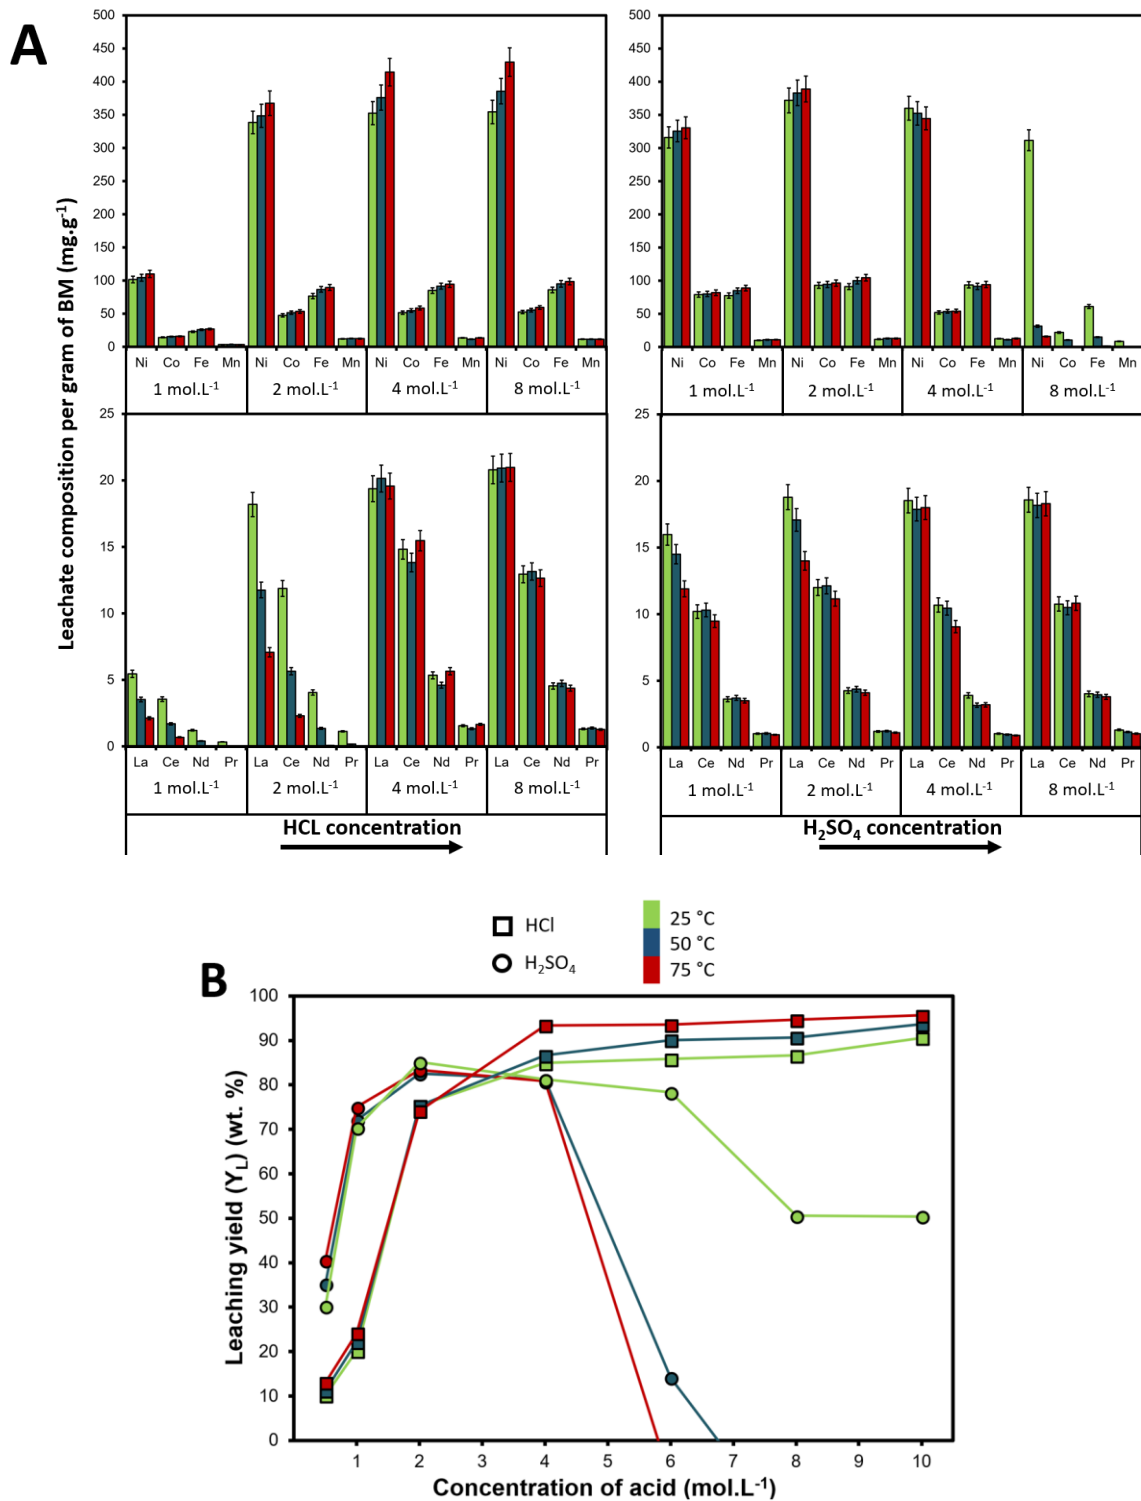 A
Leachate composition per gram of BM (mg.g-1)
500
450
400
350
300
250
200
150
100
50
0
Ni Co Fe Mn Ni Co Fe Mn Ni Co Fe Mn Ni Co Fe Mn
1 mol.L-1 2 mol.L-1 4 mol.L-1 8 mol.L-1
25
20
15
10
5
0
La Ce Nd Pr La Ce Nd Pr La Ce Nd Pr La Ce Nd Pr
1 mol.L-1 2 mol.L-1 4 mol.L-1 8 mol.L-1
HCL concentration
500
450
400
350
300
250
200
150
100
50
0
Ni Co Fe Mn Ni Co Fe Mn Ni Co Fe Mn Ni Co Fe Mn
1 mol.L-1 2 mol.L-1 4 mol.L-1 8 mol.L-1
25
20
15
10
5
0
La Ce Nd Pr La Ce Nd Pr La Ce Nd Pr La Ce Nd Pr
1 mol.L-1 2 mol.L-1 4 mol.L-1 8 mol.L-1
H2SO4 concentration
HCl
H2SO4
25 °C
50 °C
75 °C
B
Leaching yield (YL) (wt. %)
100
90
80
70
60
50
40
30
20
10
0
1 2 3 4 5 6 7 8 9 10
Concentration of acid (mol.L-1)